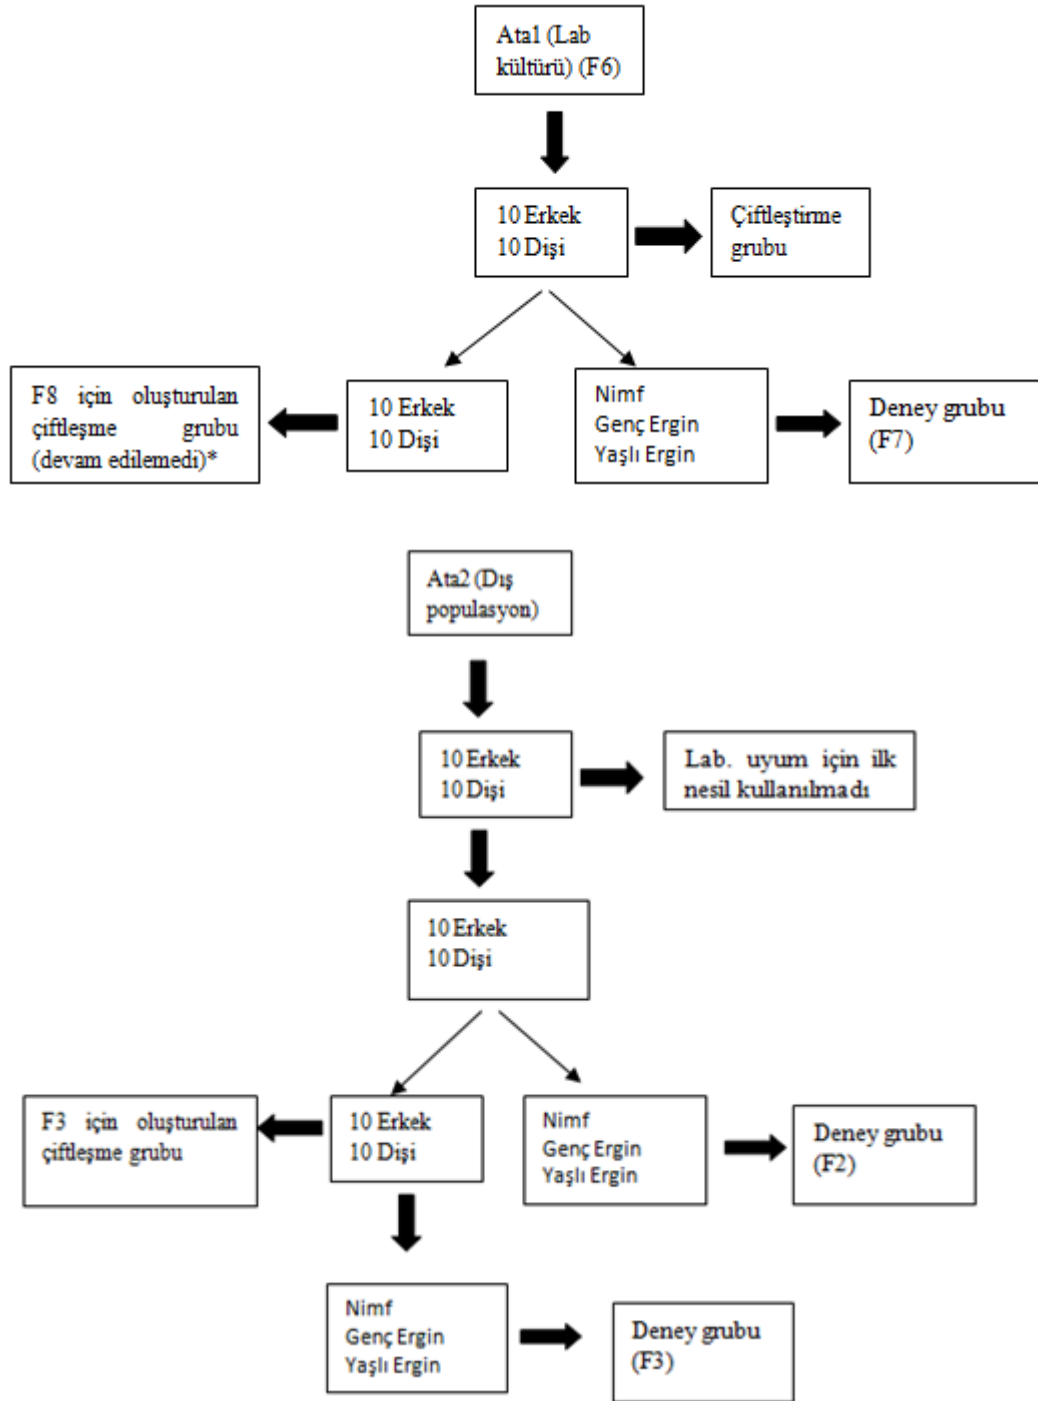 Ata1 (Lab
kültürü) (F6)
10 Erkek
10 Dişi
Çiftleştirme
grubu
F8 için oluşturulan
çiftleşme grubu
(devam edilemedi)*
10 Erkek
10 Dişi
Nimf
Genç Ergin
Yaşlı Ergin
Deney grubu
(F7)
Ata2 (Dış
populasyon)
10 Erkek
10 Dişi
Lab. uyum için ilk
nesil kullanılmadı
10 Erkek
10 Dişi
F3 için oluşturulan
çiftleşme grubu
10 Erkek
10 Dişi
Nimf
Genç Ergin
Yaşlı Ergin
Deney grubu
(F2)
Nimf
Genç Ergin
Yaşlı Ergin
Deney grubu
(F3)